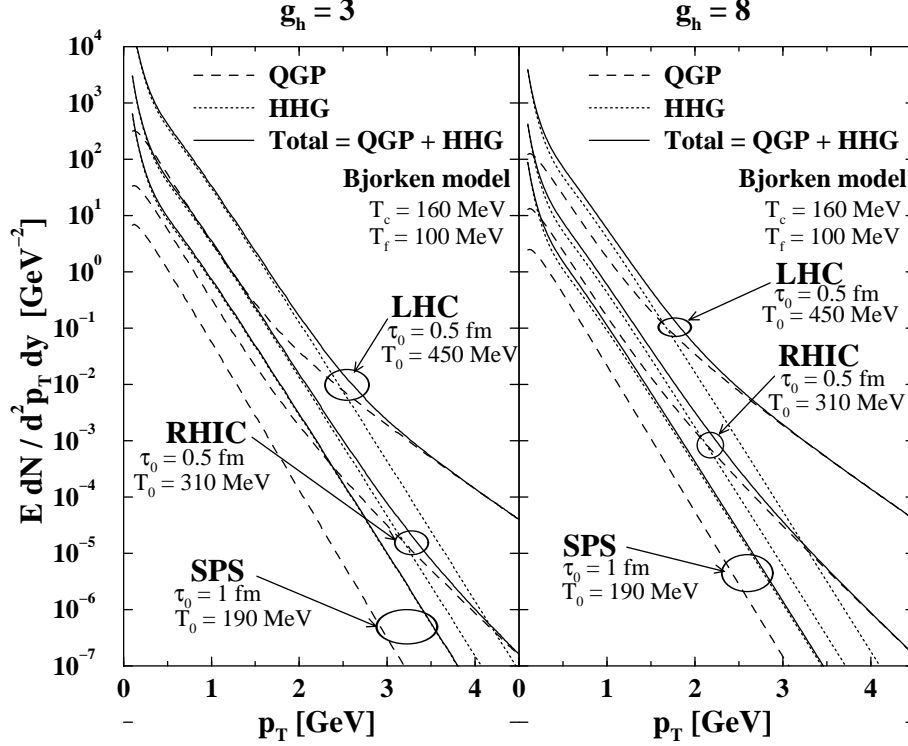 g_h = 3
g_h = 8
E dN / d^2p_T dy [GeV^-2]
10^4
10^3
10^2
10^1
10^0
10^-1
10^-2
10^-3
10^-4
10^-5
10^-6
10^-7
QGP
HHG
Total = QGP + HHG
Bjorken model
T_c = 160 MeV
T_f = 100 MeV
LHC
τ_0 = 0.5 fm
T_0 = 450 MeV
RHIC
τ_0 = 0.5 fm
T_0 = 310 MeV
SPS
τ_0 = 1 fm
T_0 = 190 MeV
0 1 2 3 4
p_T [GeV]
QGP
HHG
Total = QGP + HHG
Bjorken model
T_c = 160 MeV
T_f = 100 MeV
LHC
τ_0 = 0.5 fm
T_0 = 450 MeV
RHIC
τ_0 = 0.5 fm
T_0 = 310 MeV
SPS
τ_0 = 1 fm
T_0 = 190 MeV
0 1 2 3 4
p_T [GeV]